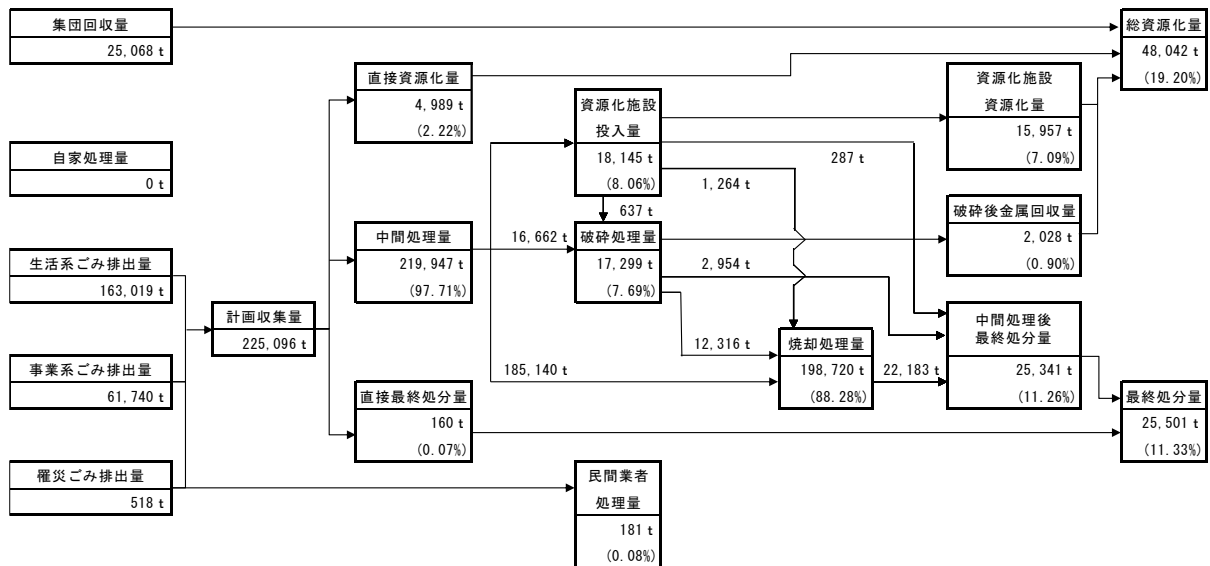 集団回収量
25,068 t
総資源化量
48,042 t
(19.20%)
直接資源化量
4,989 t
(2.22%)
資源化施設
投入量
18,145 t
(8.06%)
資源化施設
資源化量
15,957 t
(7.09%)
自家処理量
0 t
287 t
1,264 t
637 t
中間処理量
219,947 t
(97.71%)
16,662 t
破砕処理量
17,299 t
(7.69%)
2,954 t
破砕後金属回収量
2,028 t
(0.90%)
生活系ごみ排出量
163,019 t
計画収集量
225,096 t
12,316 t
185,140 t
焼却処理量
198,720 t
(88.28%)
22,183 t
中間処理後
最終処分量
25,341 t
(11.26%)
事業系ごみ排出量
61,740 t
直接最終処分量
160 t
(0.07%)
最終処分量
25,501 t
(11.33%)
罹災ごみ排出量
518 t
民間業者
処理量
181 t
(0.08%)